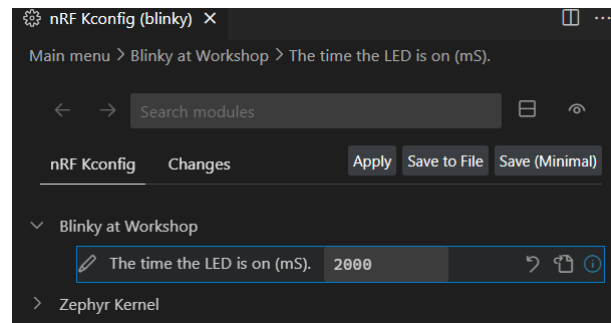 nRF Kconfig (blinky)
Main menu > Blinky at Workshop > The time the LED is on (mS).
Search modules
nRF Kconfig Changes Apply Save to File Save (Minimal)
Blinky at Workshop
The time the LED is on (mS). 2000
Zephyr Kernel